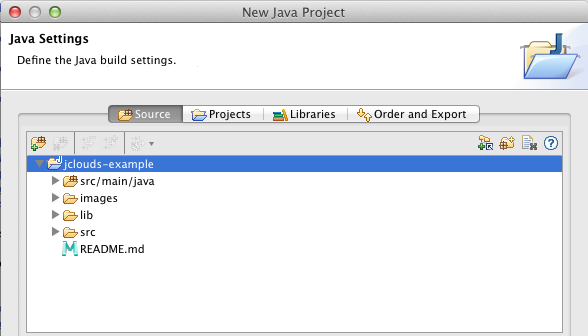 New Java Project
Java Settings
Define the Java build settings.
Source Projects Libraries Order and Export
jclouds-example
src/main/java
images
lib
src
README.md